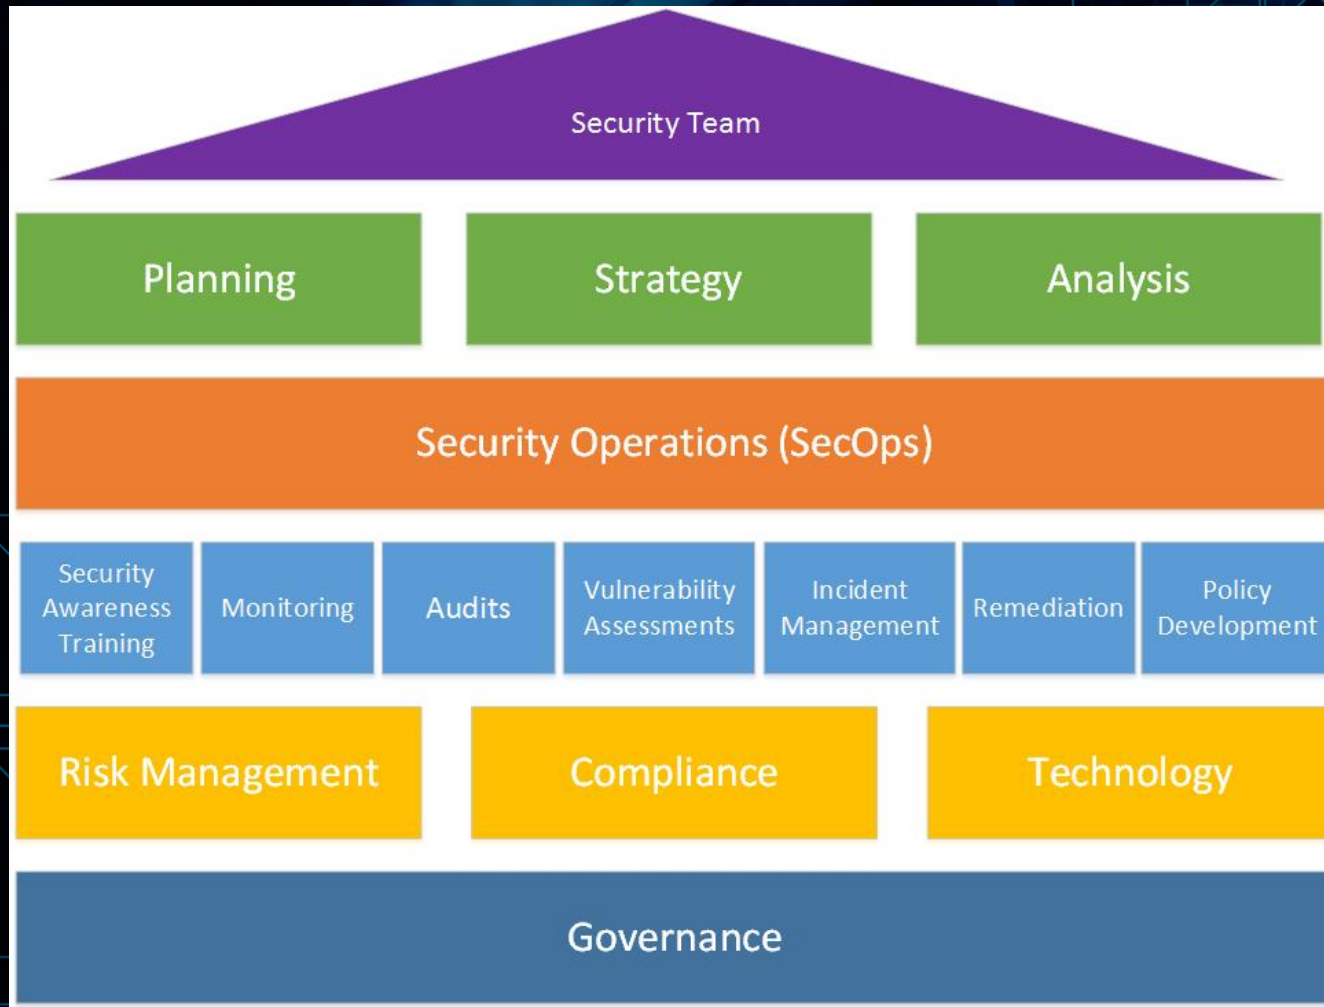 Security Team
Planning
Strategy
Analysis
Security Operations (SecOps)
Security
Awareness
Training
Monitoring
Audits
Vulnerability
Assessments
Incident
Management
Remediation
Policy
Development
Risk Management
Compliance
Technology
Governance